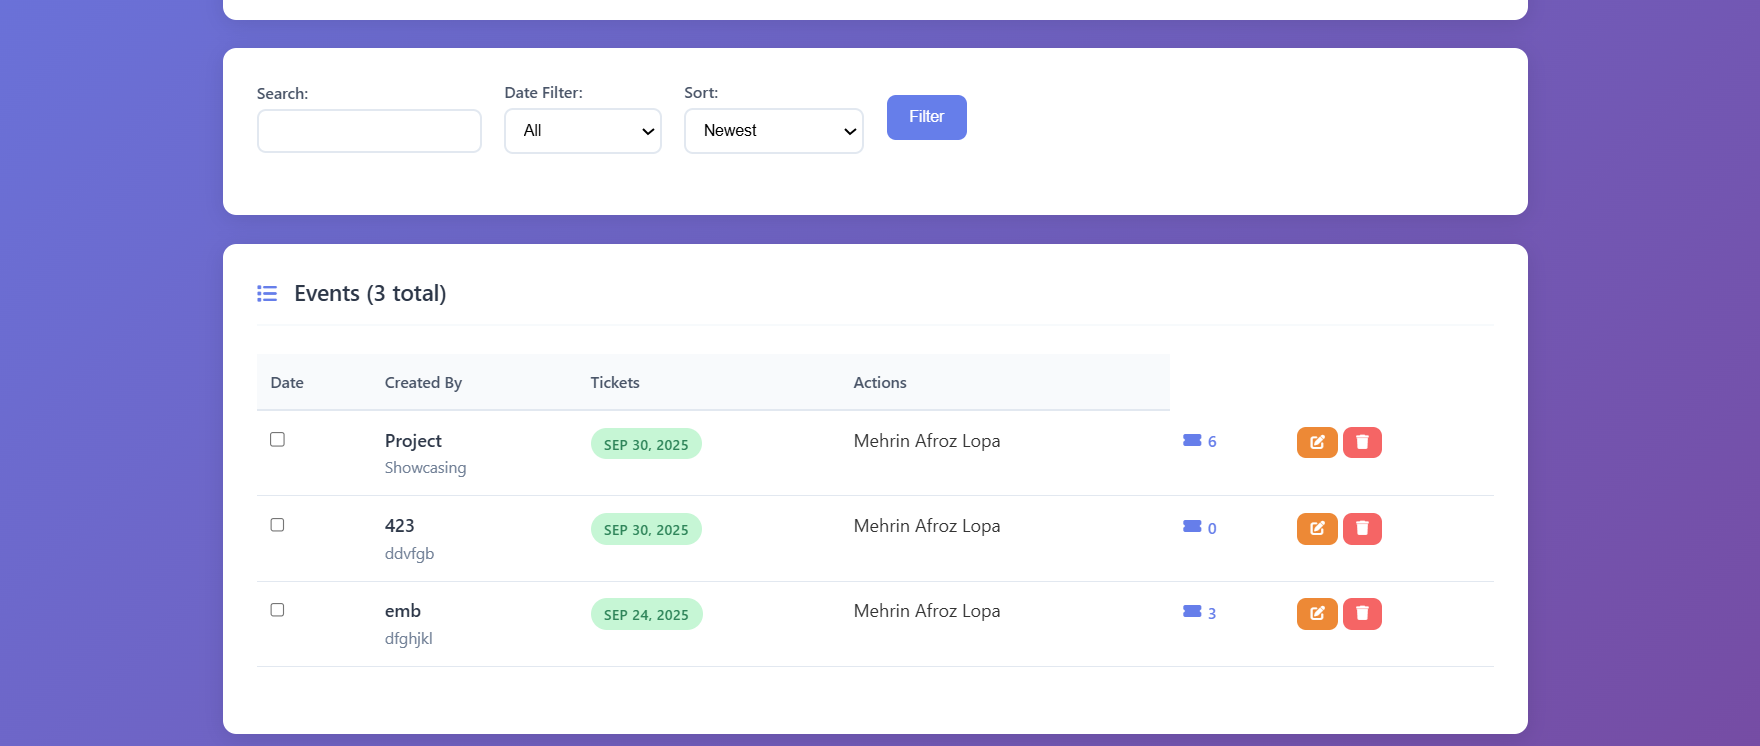 Search:
Date Filter:
Sort:
All
Newest
Filter
Events (3 total)
Date
Created By
Tickets
Actions
Project
Showcasing
SEP 30, 2025
Mehrin Afroz Lopa
6
423
ddvfgb
SEP 30, 2025
Mehrin Afroz Lopa
0
emb
dfghjkl
SEP 24, 2025
Mehrin Afroz Lopa
3